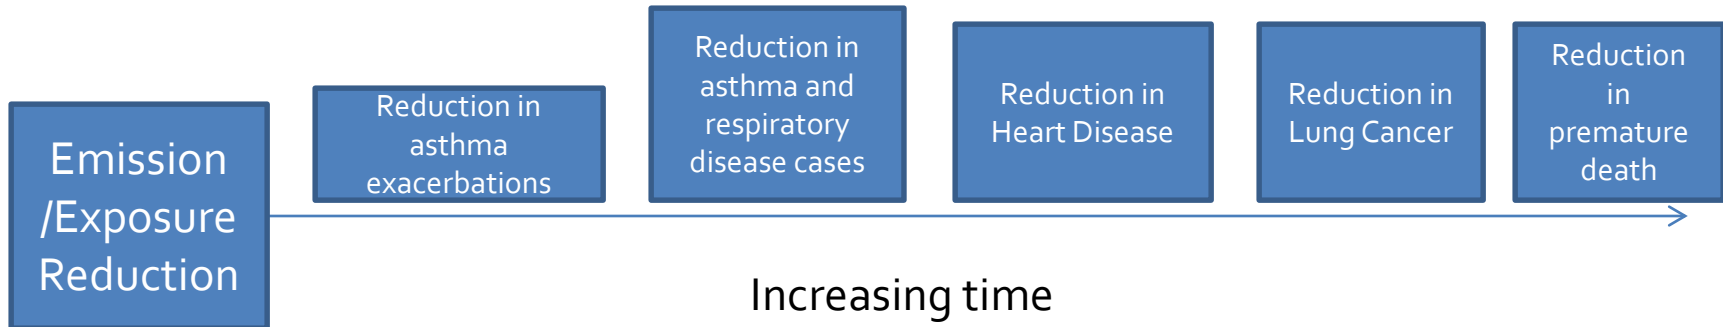 Emission
/Exposure
Reduction
Reduction in
asthma
exacerbations
Reduction in
asthma and
respiratory
disease cases
Reduction in
Heart Disease
Reduction in
Lung Cancer
Reduction
in
premature
death
Increasing time